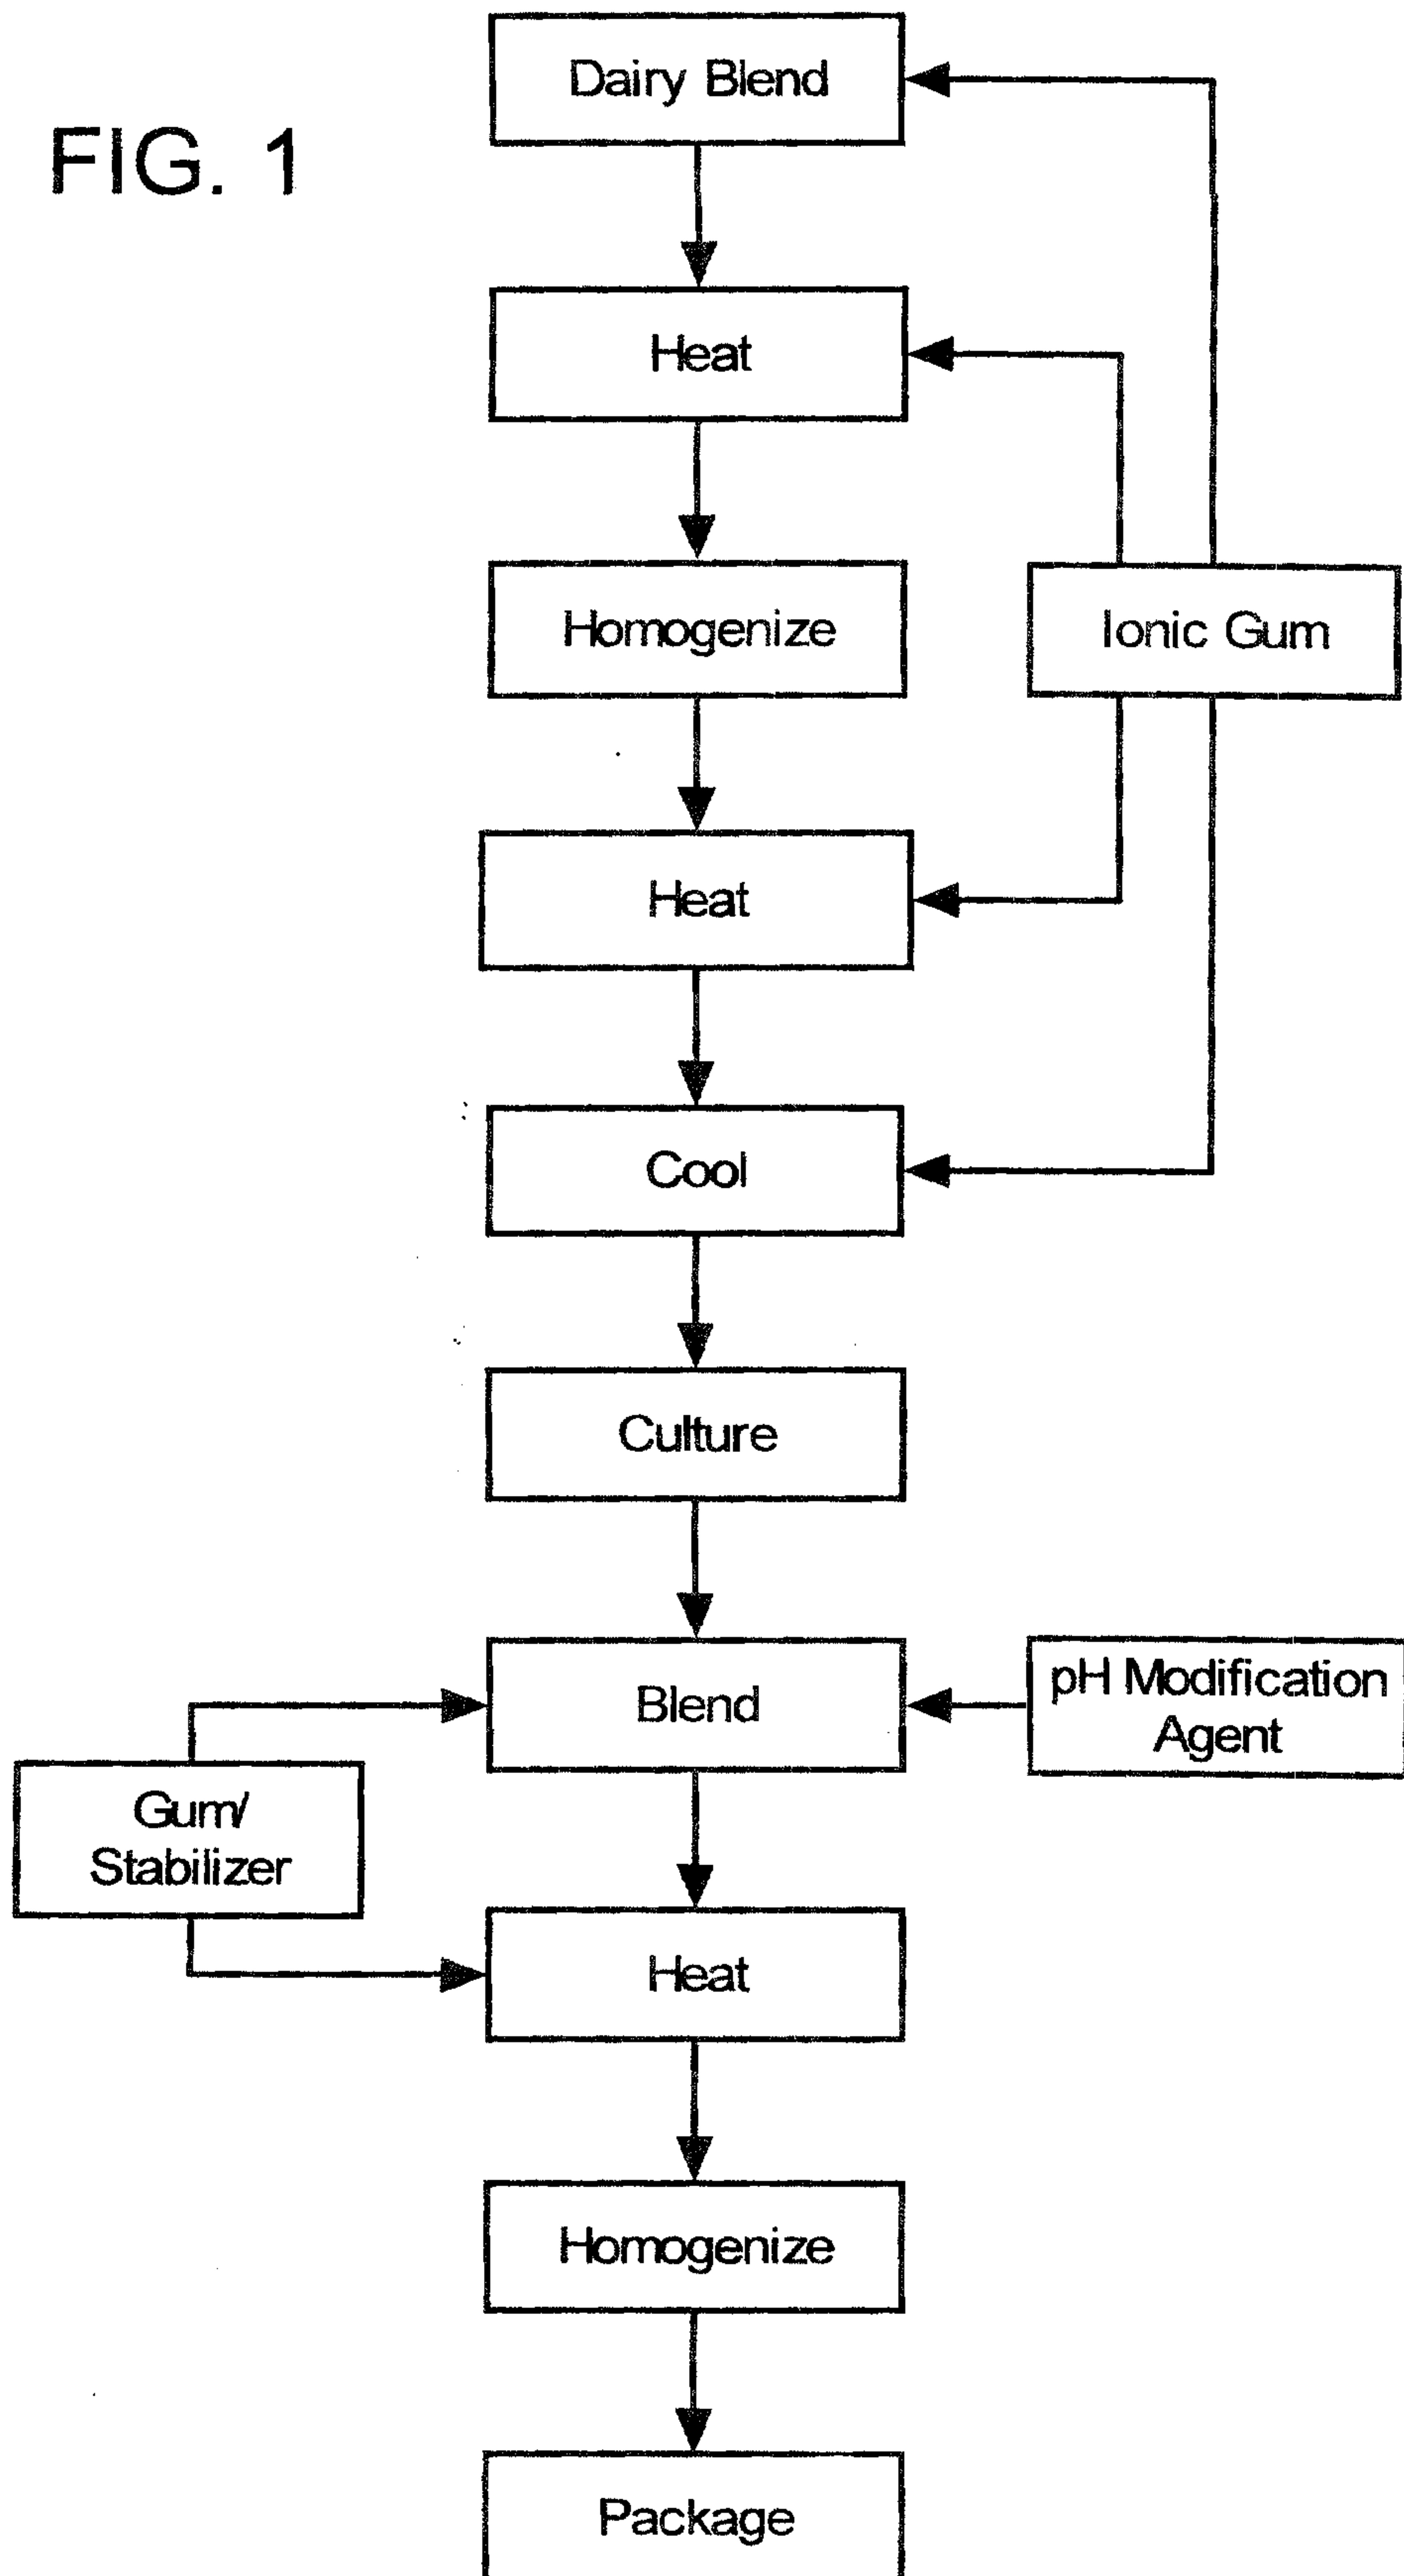 FIG. 1
Dairy Blend
Heat
Homogenize
Ionic Gum
Heat
Cool
Culture
Blend
pH Modification
Agent
Gum/
Stabilizer
Heat
Homogenize
Package